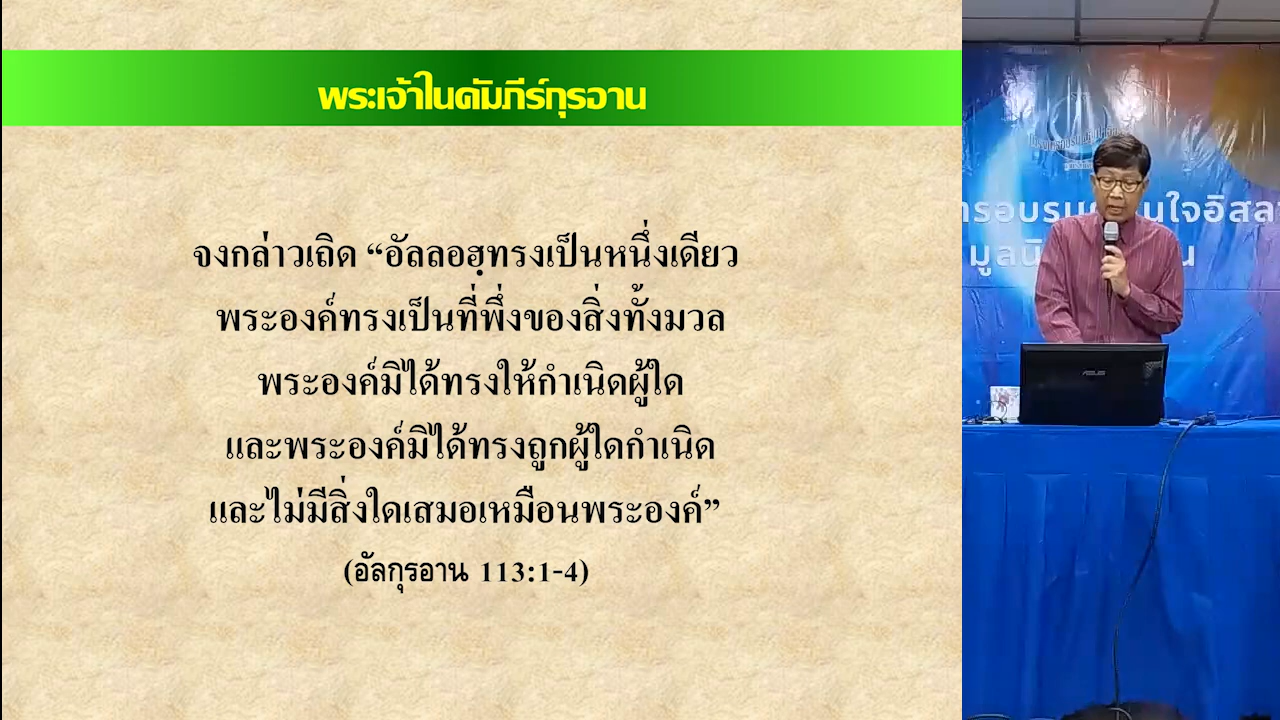 พระเจ้าในคัมภีร์กุรอาน
จงกล่าวเถิด “อัลลอฮฺทรงเป็นหนึ่งเดียว
พระองค์ทรงเป็นที่พึ่งของสิ่งทั้งมวล
พระองค์มิได้ทรงให้กำเนิดผู้ใด
และพระองค์มิได้ทรงถูกผู้ใดกำเนิด
และไม่มีสิ่งใดเสมอเหมือนพระองค์”
(อัลกุรอาน 113:1-4)
ASUS